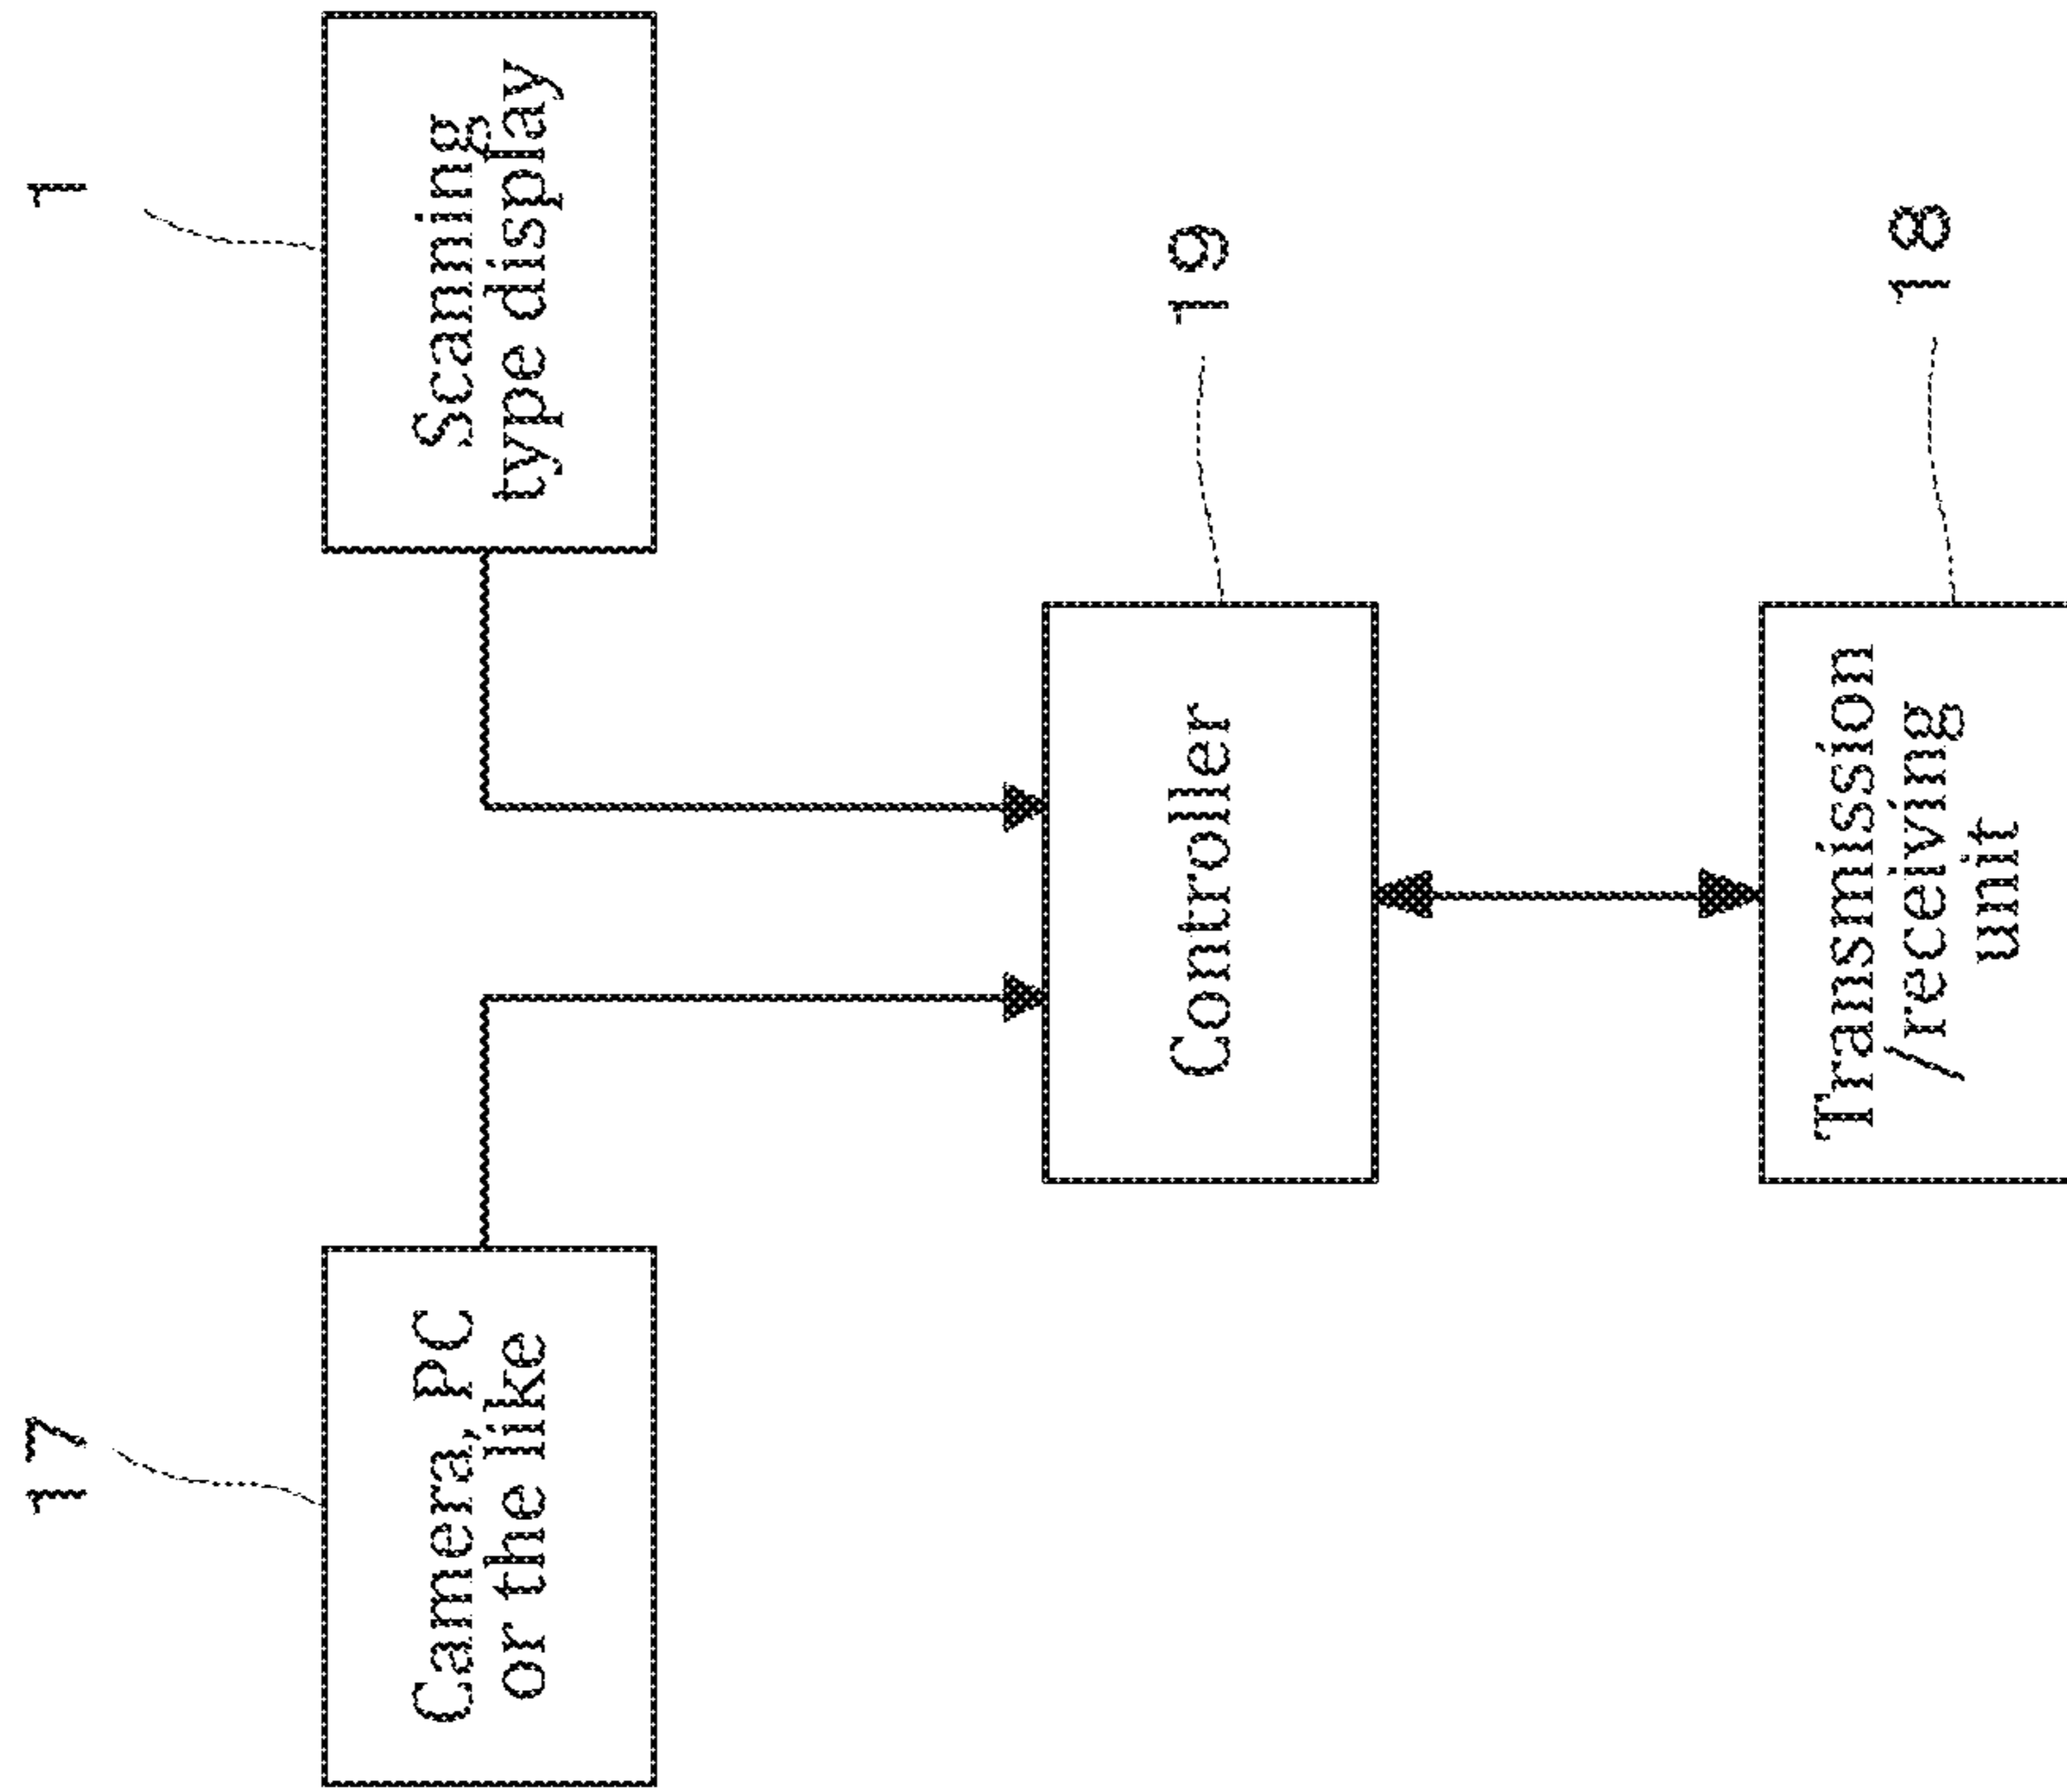 17
Camera, PC
or the like
1
Scanning
type display
19
Controller
18
Transmission
/receiving
unit